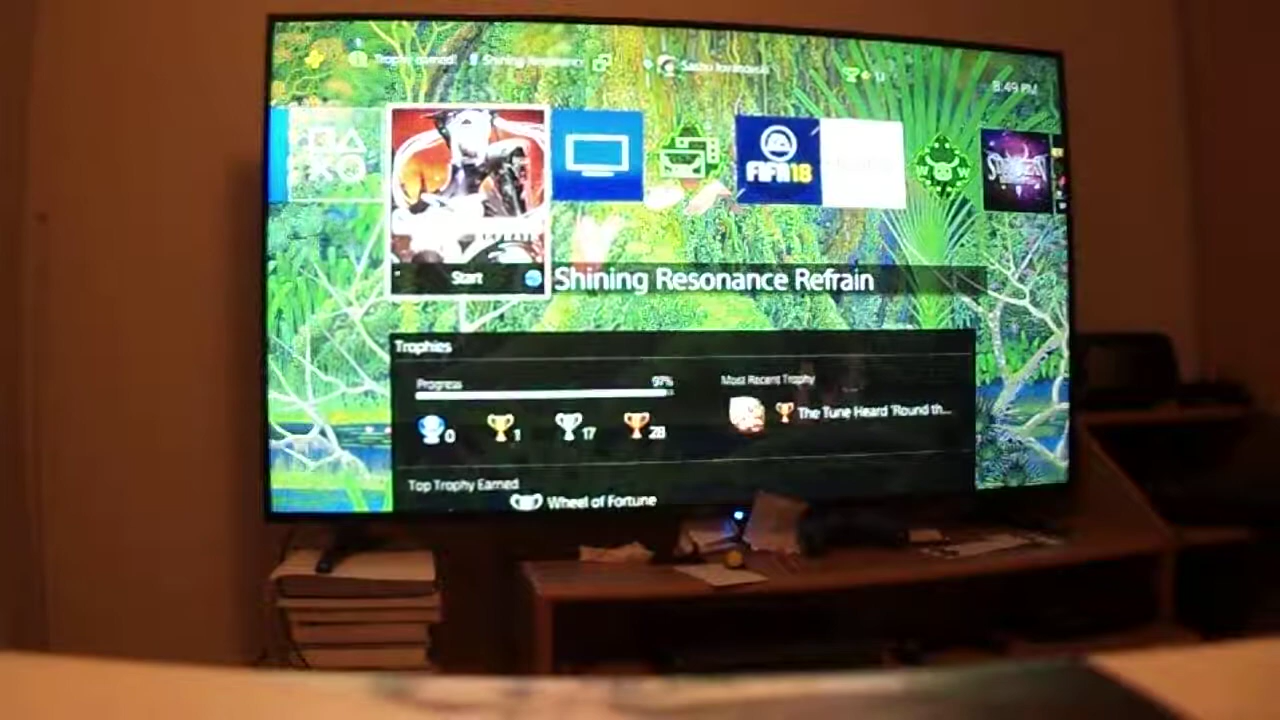 Trophy earned! Shining Resonance
8:49 PM
FIFA 18
Start
Shining Resonance Refrain
Trophies
Progress
97%
Most Recent Trophy
0 1 17 28
The Tune Heard 'Round th...
Top Trophy Earned
Wheel of Fortune